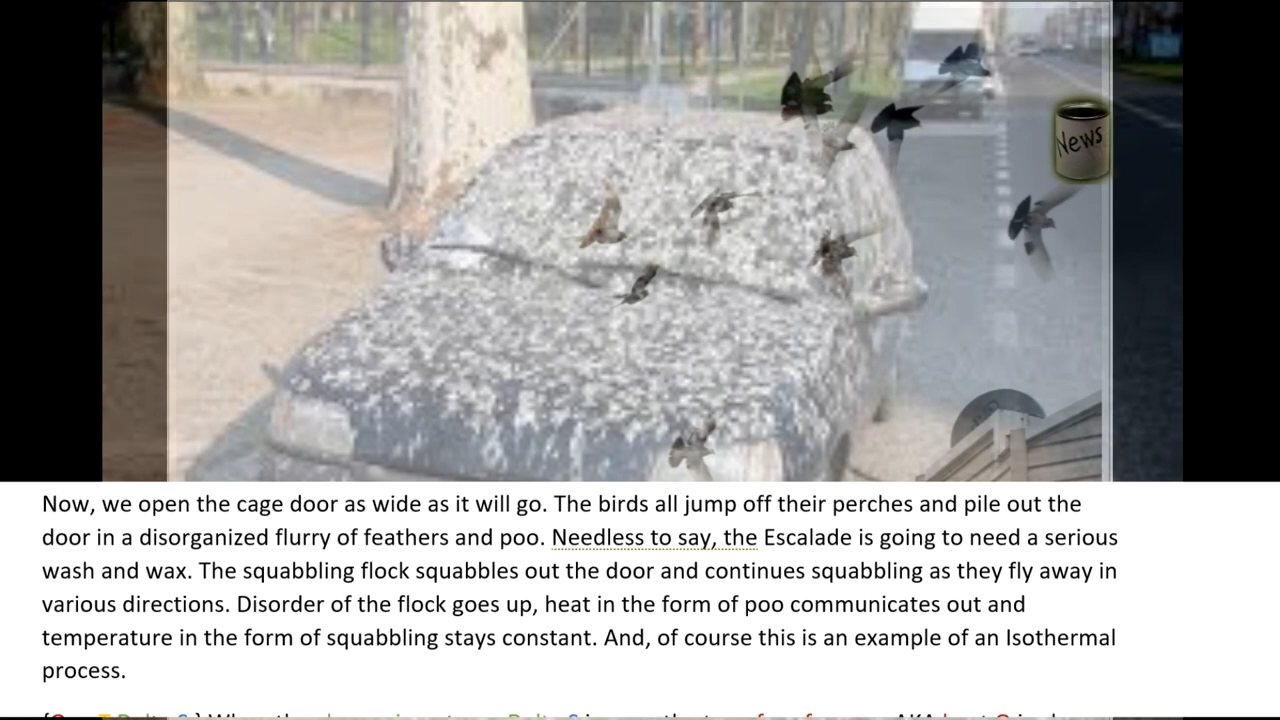 News
Now, we open the cage door as wide as it will go. The birds all jump off their perches and pile out the
door in a disorganized flurry of feathers and poo. Needless to say, the Escalade is going to need a serious
wash and wax. The squabbling flock squabbles out the door and continues squabbling as they fly away in
various directions. Disorder of the flock goes up, heat in the form of poo communicates out and
temperature in the form of squabbling stays constant. And, of course this is an example of an Isothermal
process.